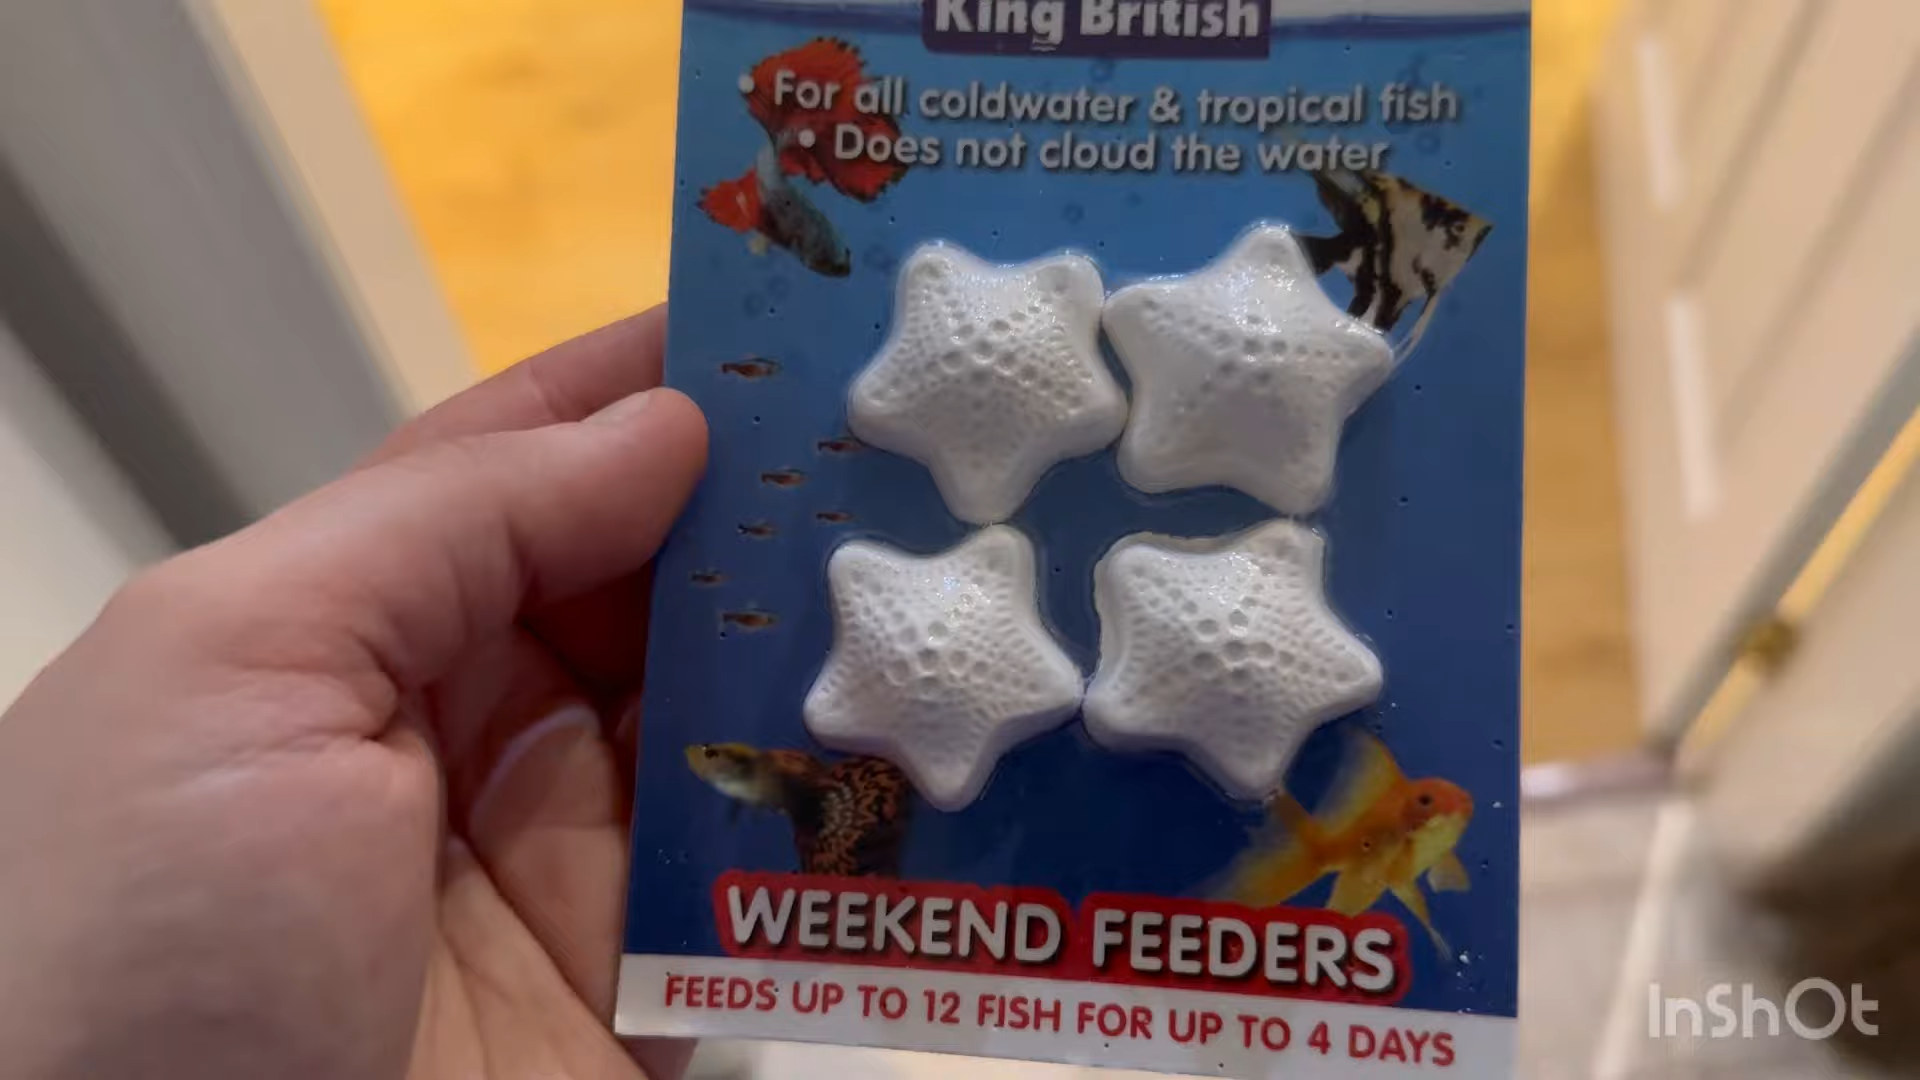 King British
• For all coldwater & tropical fish
• Does not cloud the water
WEEKEND FEEDERS
FEEDS UP TO 12 FISH FOR UP TO 4 DAYS
InShOt